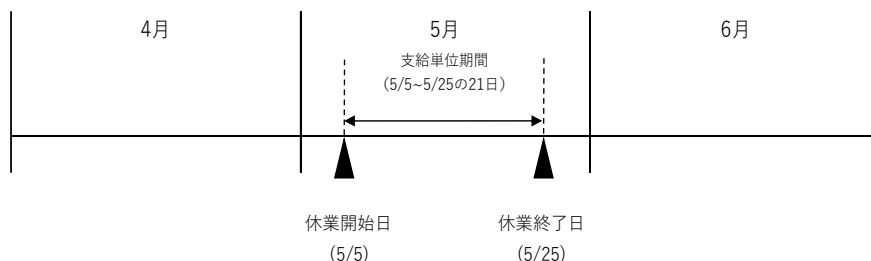 4月
5月
6月
支給単位期間
(5/5~5/25の21日)
休業開始日
(5/5)
休業終了日
(5/25)